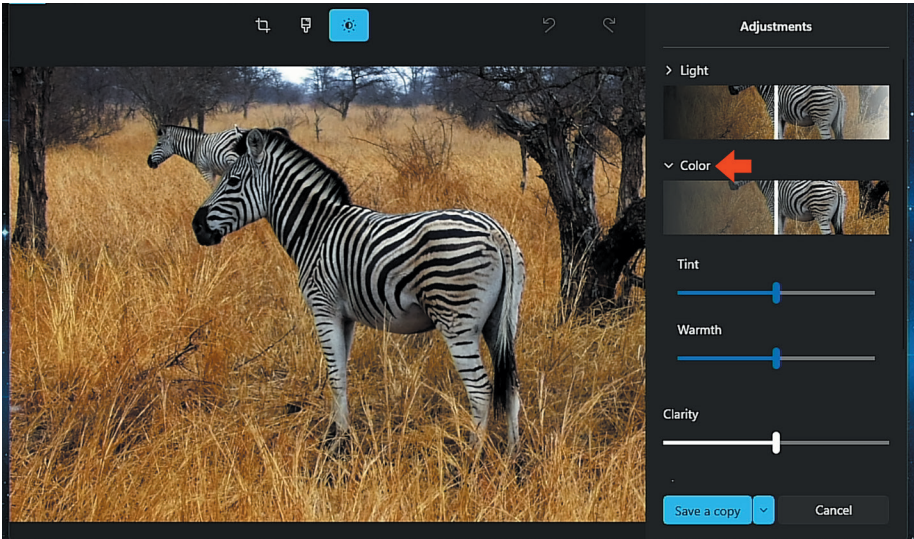 Adjustments
Light
Color
Tint
Warmth
Clarity
Save a copy
Cancel